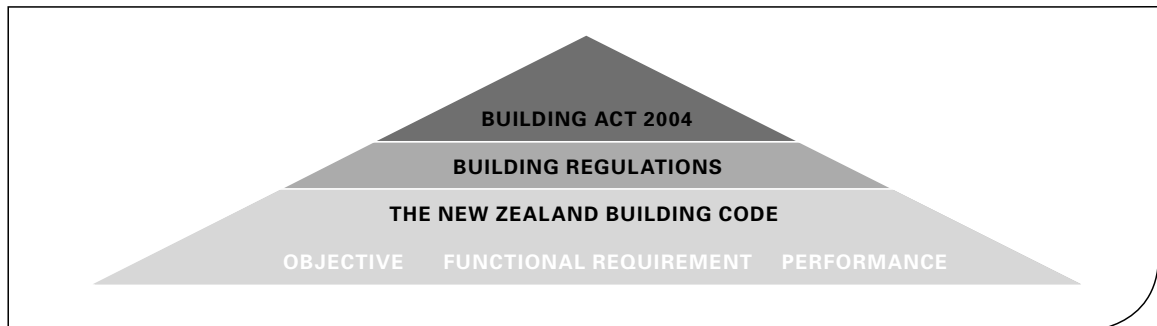 BUILDING ACT 2004
BUILDING REGULATIONS
THE NEW ZEALAND BUILDING CODE
OBJECTIVE FUNCTIONAL REQUIREMENT PERFORMANCE